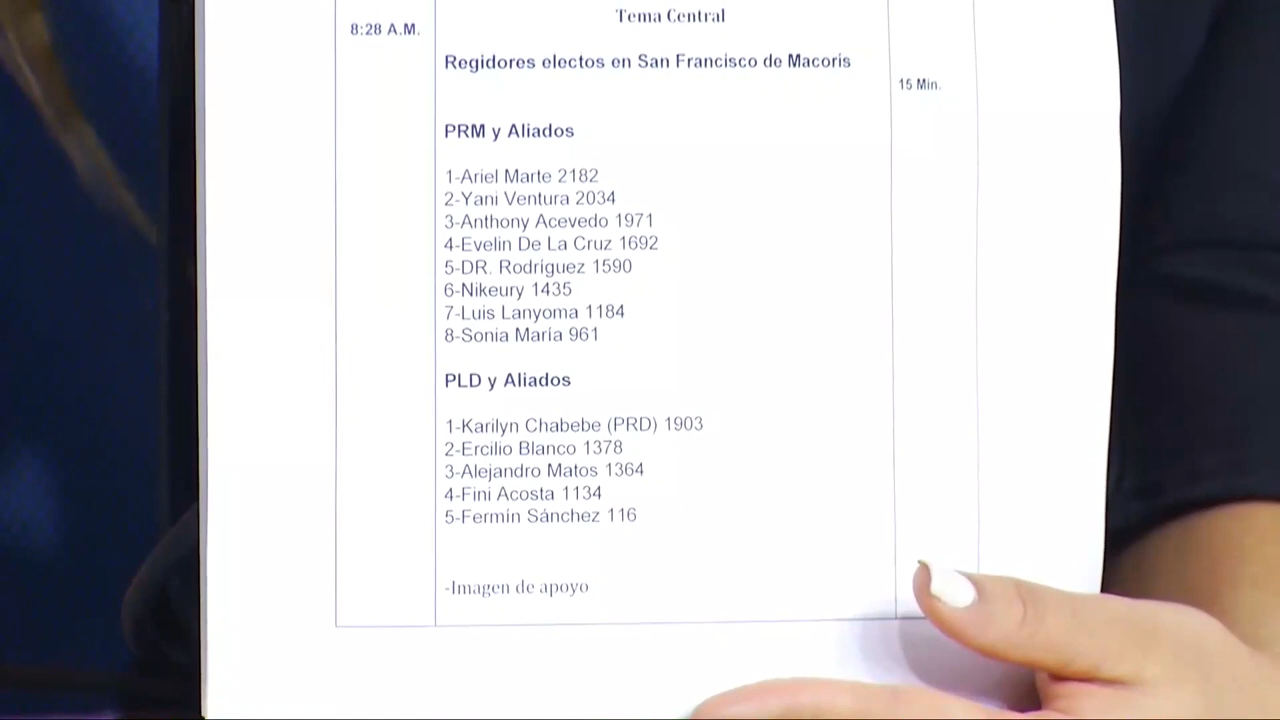 Tema Central
8:28 A.M.
Regidores electos en San Francisco de Macoris
15 Min.
PRM y Aliados
1-Ariel Marte 2182
2-Yani Ventura 2034
3-Anthony Acevedo 1971
4-Evelin De La Cruz 1692
5-DR. Rodriguez 1590
6-Nikeury 1435
7-Luis Lanyoma 1184
8-Sonia María 961
PLD y Aliados
1-Karilyn Chabebe (PRD) 1903
2-Ercilio Blanco 1378
3-Alejandro Matos 1364
4-Fini Acosta 1134
5-Fermín Sánchez 116
-Imagen de apoyo